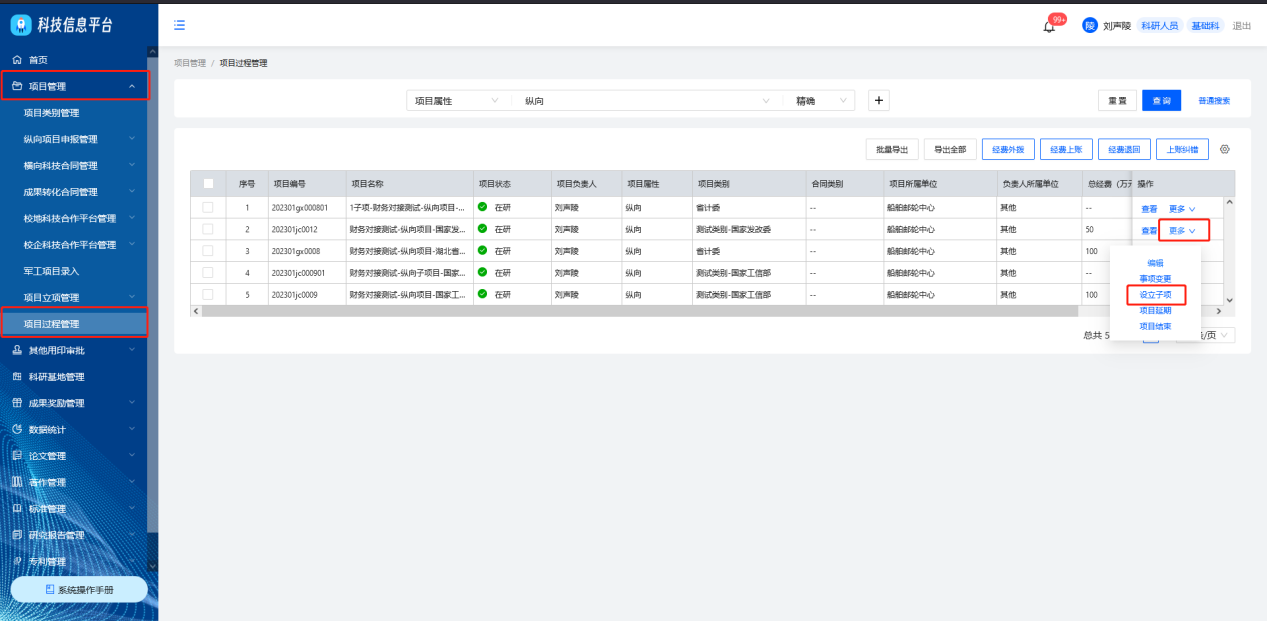 科技信息平台
99+
陵 刘声陵 科研人员 基础科 退出
首页
项目管理
项目类别管理
纵向项目申报管理
横向科技合同管理
成果转化合同管理
校地科技合作平台管理
校企科技合作平台管理
军工项目录入
项目立项管理
项目过程管理
其他用印审批
科研基地管理
成果奖励管理
数据统计
论文管理
著作管理
标准管理
研究报告管理
专利管理
系统操作手册
项目管理 / 项目过程管理
项目属性 纵向 精确 + 重置 查询 普通搜索
批量导出 导出全部 经费外拨 经费上账 经费退回 上账纠错
序号 项目编号 项目名称 项目状态 项目负责人 项目属性 项目类别 合同类别 项目所属单位 负责人所属单位 总经费（万元 操作
1 202301gx000801 1子项-财务对接测试-纵向项目-... 在研 刘声陵 纵向 省计委 -- 船舶邮轮中心 其他 -- 查看 更多
2 202301jc0012 财务对接测试-纵向项目-国家发... 在研 刘声陵 纵向 测试类别-国家发改委 -- 船舶邮轮中心 其他 50 查看 更多
3 202301gx0008 财务对接测试-纵向项目-湖北省... 在研 刘声陵 纵向 省计委 -- 船舶邮轮中心 其他 100
4 202301jc000901 财务对接测试-纵向子项目-国家... 在研 刘声陵 纵向 测试类别-国家工信部 -- 船舶邮轮中心 其他 --
5 202301jc0009 财务对接测试-纵向项目-国家工... 在研 刘声陵 纵向 测试类别-国家工信部 -- 船舶邮轮中心 其他 100
编辑
事项变更
设立子项
项目延期
项目结束
总共 5 /页